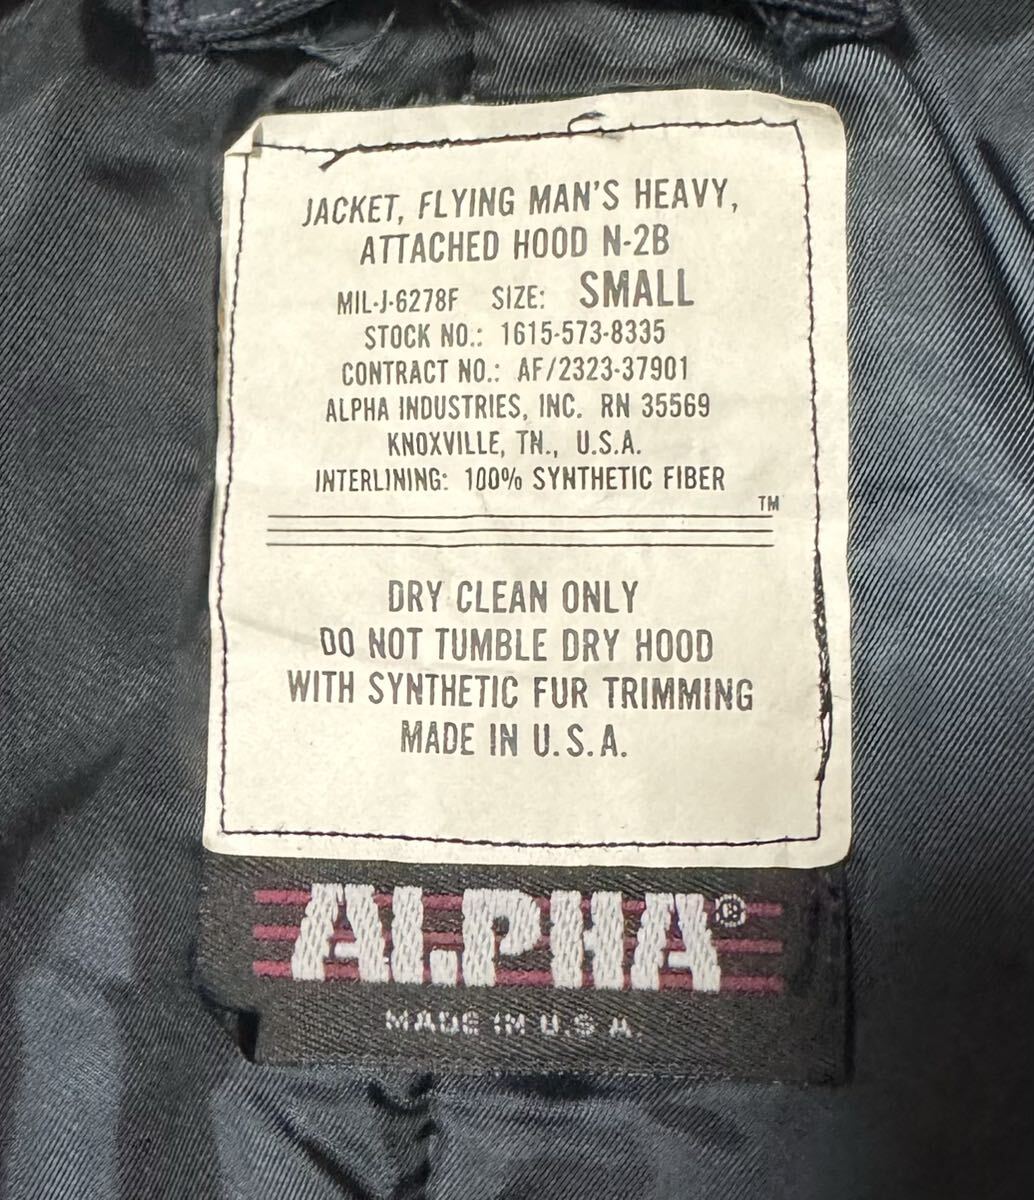 JACKET, FLYING MAN'S HEAVY,
ATTACHED HOOD N-2B
MIL-J-6278F SIZE: SMALL
STOCK NO.: 1615-573-8335
CONTRACT NO.: AF/2323-37901
ALPHA INDUSTRIES, INC. RN 35569
KNOXVILLE, TN., U.S.A.
INTERLINING: 100% SYNTHETIC FIBER
TM
DRY CLEAN ONLY
DO NOT TUMBLE DRY HOOD
WITH SYNTHETIC FUR TRIMMING
MADE IN U.S.A.
ALPHA®
MADE IN U.S.A.